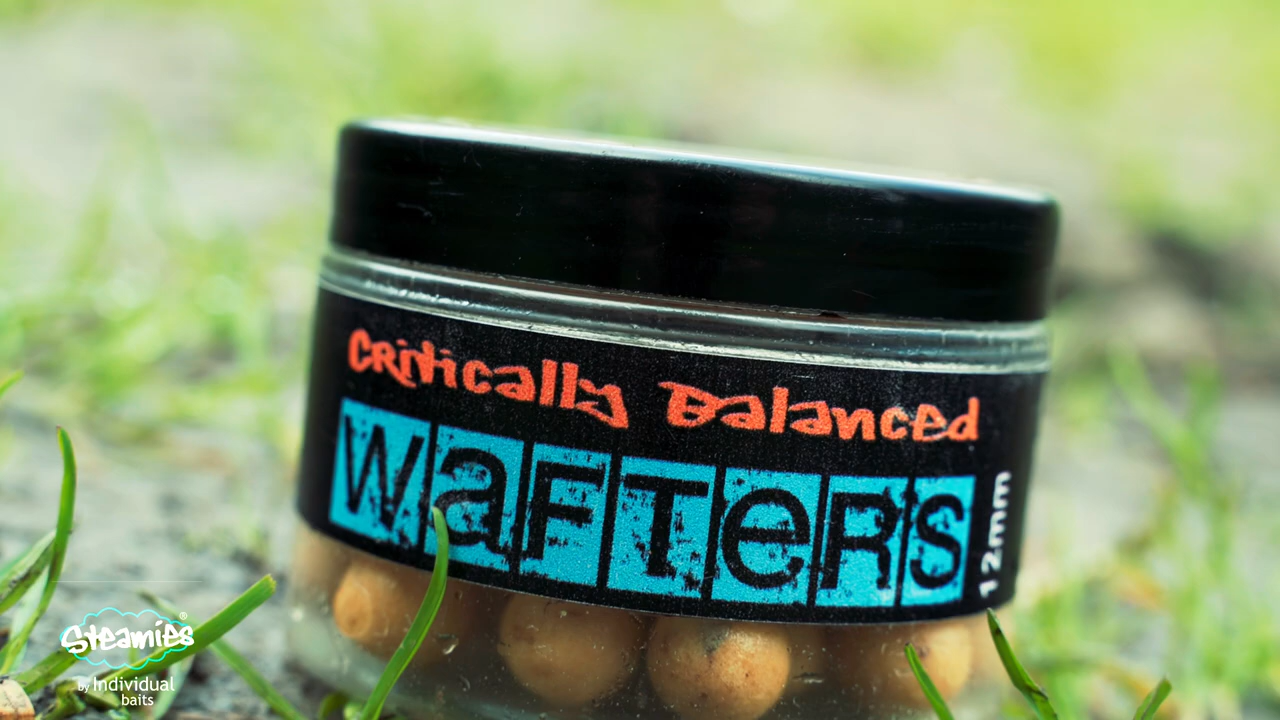 Critically Balanced
WaFTeRS
12mm
Steamies®
by Individual
baits